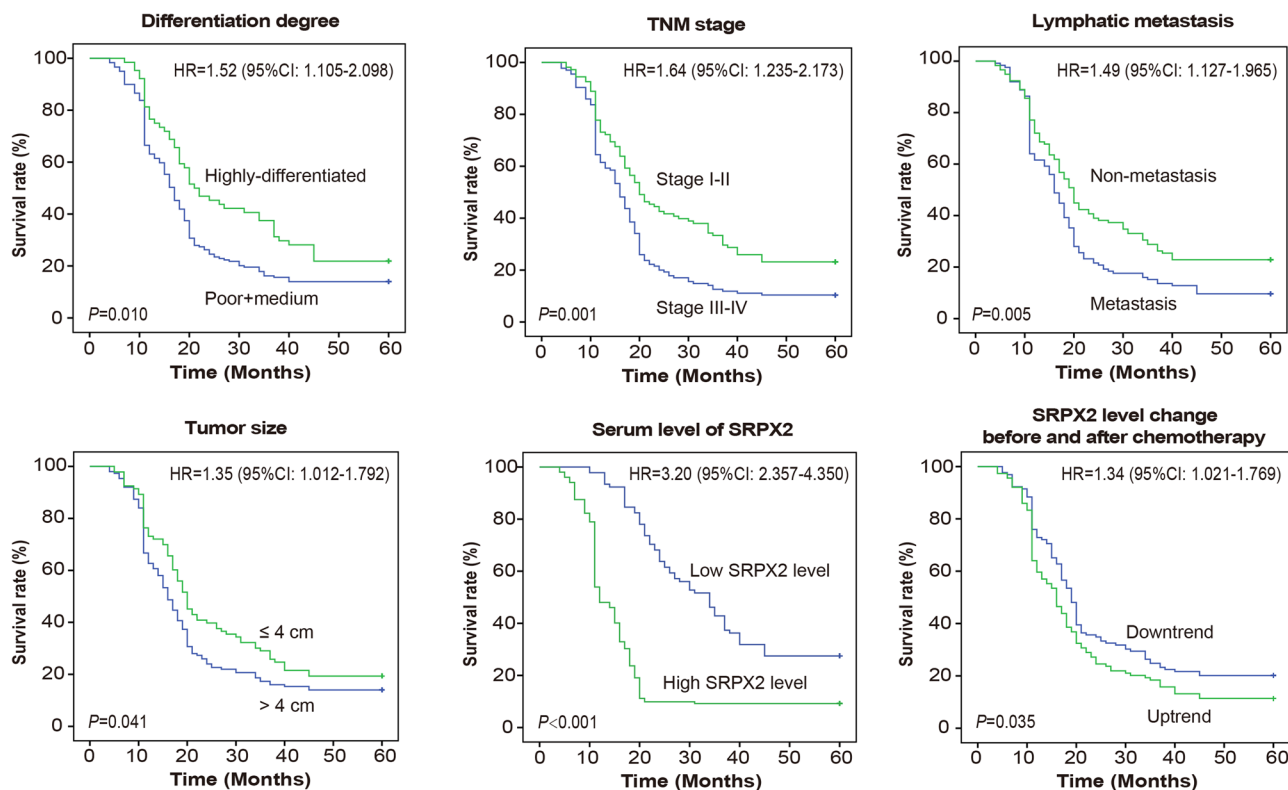 Differentiation degree
HR=1.52 (95%CI: 1.105-2.098)
Survival rate (%)
100
80
60
40
20
0
Highly-differentiated
Poor+medium
P=0.010
0 10 20 30 40 50 60
Time (Months)
TNM stage
HR=1.64 (95%CI: 1.235-2.173)
Survival rate (%)
100
80
60
40
20
0
Stage I-II
Stage III-IV
P=0.001
0 10 20 30 40 50 60
Time (Months)
Lymphatic metastasis
HR=1.49 (95%CI: 1.127-1.965)
Survival rate (%)
100
80
60
40
20
0
Non-metastasis
Metastasis
P=0.005
0 10 20 30 40 50 60
Time (Months)
Tumor size
HR=1.35 (95%CI: 1.012-1.792)
Survival rate (%)
100
80
60
40
20
0
≤ 4 cm
> 4 cm
P=0.041
0 10 20 30 40 50 60
Time (Months)
Serum level of SRPX2
HR=3.20 (95%CI: 2.357-4.350)
Survival rate (%)
100
80
60
40
20
0
Low SRPX2 level
High SRPX2 level
P<0.001
0 10 20 30 40 50 60
Time (Months)
SRPX2 level change
before and after chemotherapy
HR=1.34 (95%CI: 1.021-1.769)
Survival rate (%)
100
80
60
40
20
0
Downtrend
Uptrend
P=0.035
0 10 20 30 40 50 60
Time (Months)